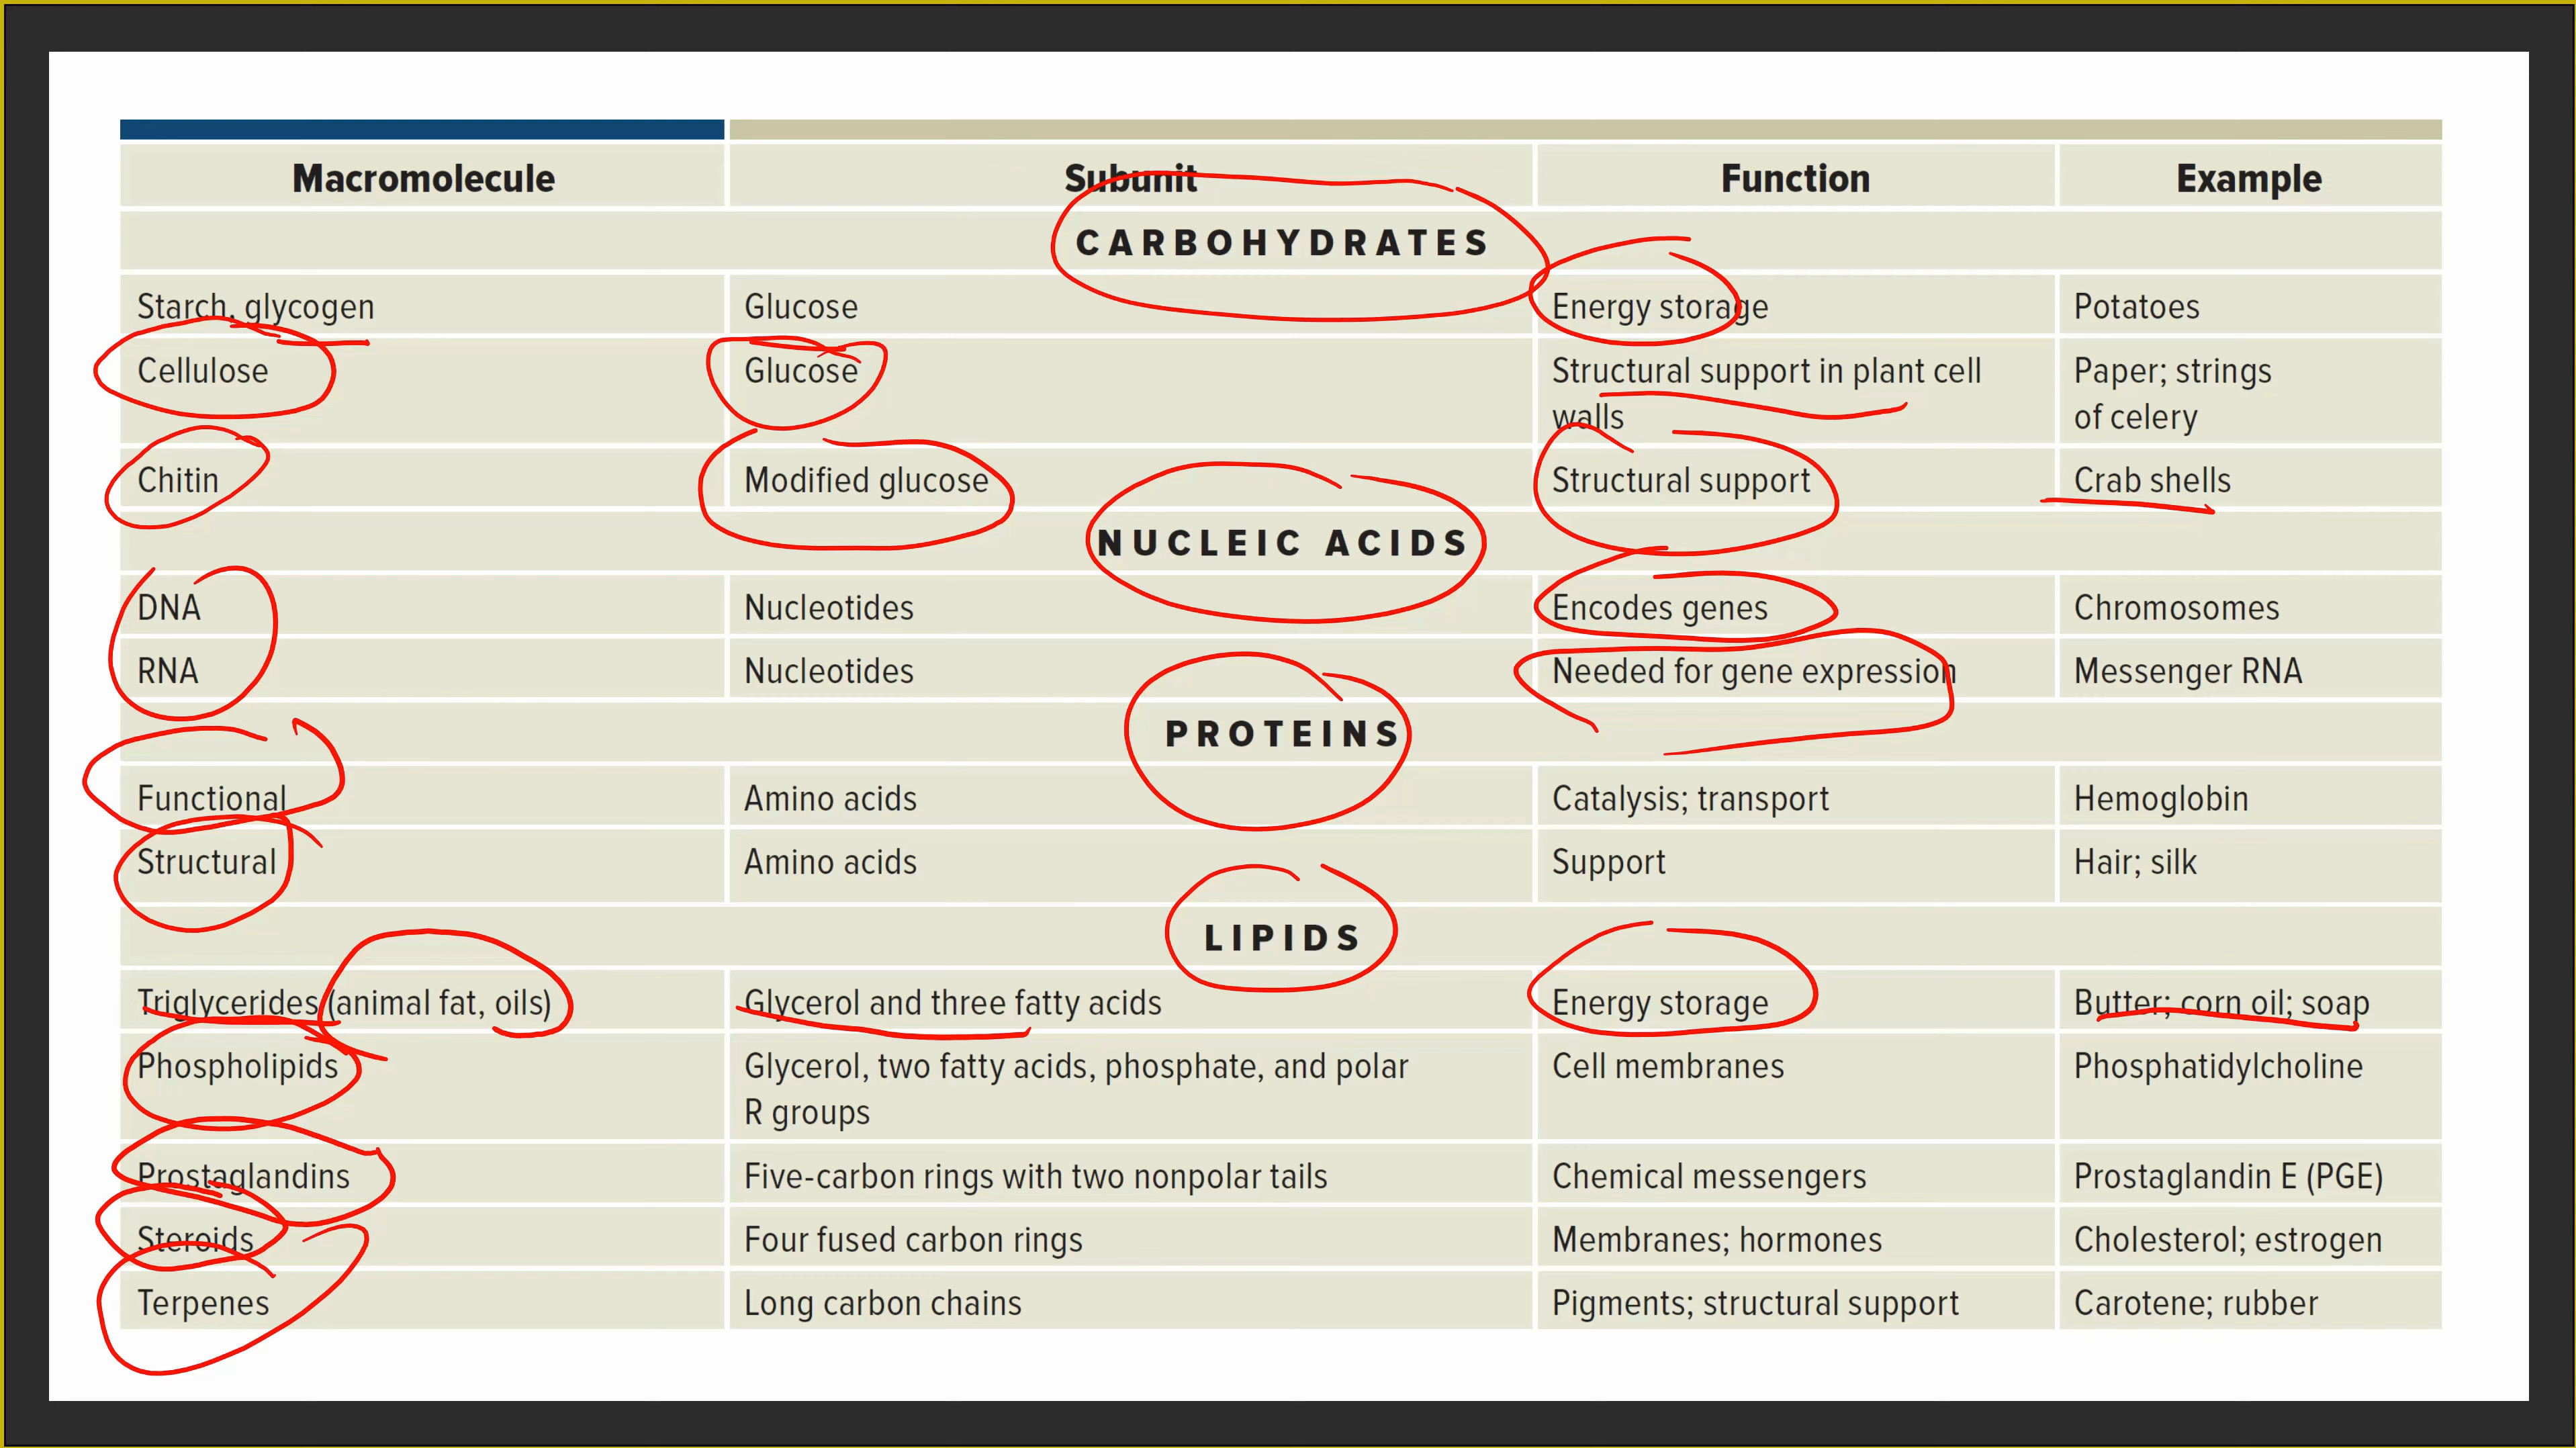 Macromolecule Subunit Function Example
CARBOHYDRATES
Starch, glycogen Glucose Energy storage Potatoes
Cellulose Glucose Structural support in plant cell Paper; strings
walls of celery
Chitin Modified glucose Structural support Crab shells
NUCLEIC ACIDS
DNA Nucleotides Encodes genes Chromosomes
RNA Nucleotides Needed for gene expression Messenger RNA
PROTEINS
Functional Amino acids Catalysis; transport Hemoglobin
Structural Amino acids Support Hair; silk
LIPIDS
Triglycerides (animal fat, oils) Glycerol and three fatty acids Energy storage Butter; corn oil; soap
Phospholipids Glycerol, two fatty acids, phosphate, and polar Cell membranes Phosphatidylcholine
R groups
Prostaglandins Five-carbon rings with two nonpolar tails Chemical messengers Prostaglandin E (PGE)
Steroids Four fused carbon rings Membranes; hormones Cholesterol; estrogen
Terpenes Long carbon chains Pigments; structural support Carotene; rubber